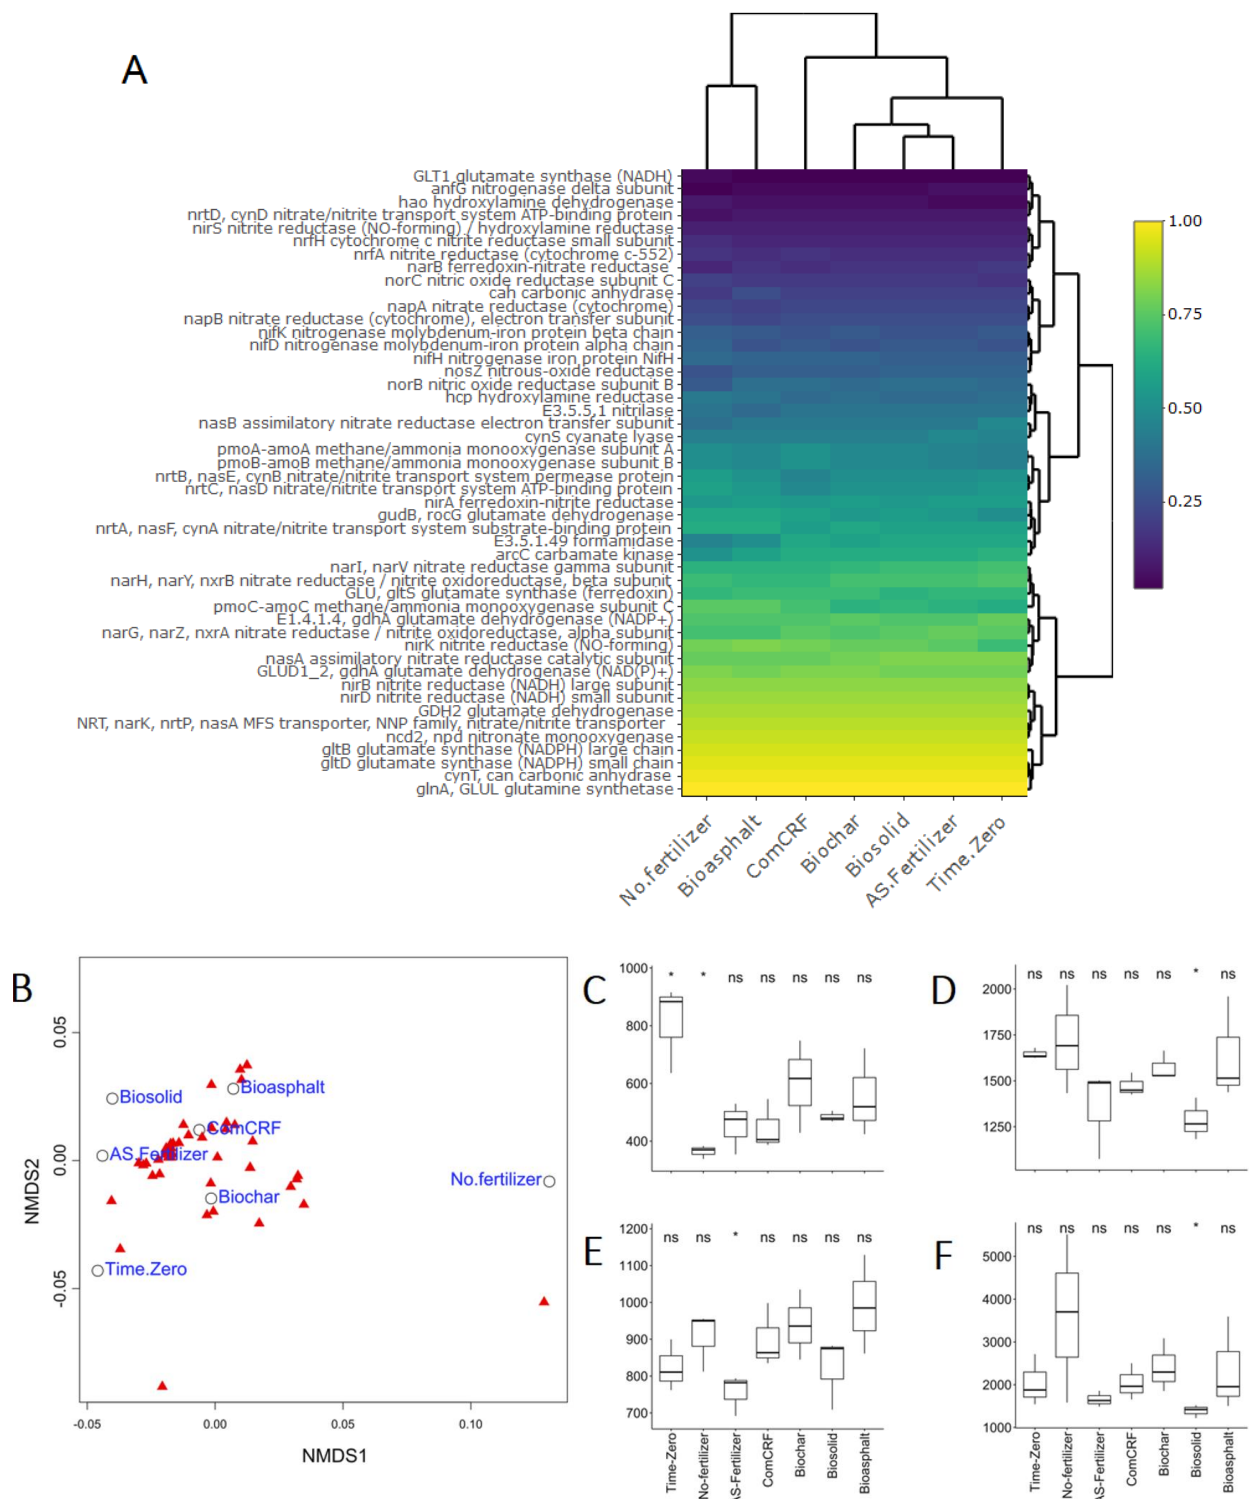 A
GLT1 glutamate synthase (NADH)
anfG nitrogenase delta subunit
hao hydroxylamine dehydrogenase
nrtD, cynD nitrate/nitrite transport system ATP-binding protein
nirS nitrite reductase (NO-forming) / hydroxylamine reductase
nrfH cytochrome c nitrite reductase small subunit
nrfA nitrite reductase (cytochrome c-552)
narB ferredoxin-nitrate reductase
norC nitric oxide reductase subunit C
cah carbonic anhydrase
napA nitrate reductase (cytochrome)
napB nitrate reductase (cytochrome), electron transfer subunit
nifK nitrogenase molybdenum-iron protein beta chain
nifD nitrogenase molybdenum-iron protein alpha chain
nifH nitrogenase iron protein NifH
nosZ nitrous-oxide reductase
norB nitric oxide reductase subunit B
hcp hydroxylamine reductase
E3.5.5.1 nitrilase
nasB assimilatory nitrate reductase electron transfer subunit
cynS cyanate lyase
pmoA-amoA methane/ammonia monooxygenase subunit A
pmoB-amoB methane/ammonia monooxygenase subunit B
nrtB, nasE, cynB nitrate/nitrite transport system permease protein
nrtC, nasD nitrate/nitrite transport system ATP-binding protein
nirA ferredoxin-nitrite reductase
gudB, rocG glutamate dehydrogenase
nrtA, nasF, cynA nitrate/nitrite transport system substrate-binding protein
E3.5.1.49 formamidase
arcC carbamate kinase
narI, narV nitrate reductase gamma subunit
narH, narY, nxrB nitrate reductase / nitrite oxidoreductase, beta subunit
GLU, gltS glutamate synthase (ferredoxin)
pmoC-amoC methane/ammonia monooxygenase subunit C
E1.4.1.4, gdhA glutamate dehydrogenase (NADP+)
narG, narZ, nxrA nitrate reductase / nitrite oxidoreductase, alpha subunit
nirK nitrite reductase (NO-forming)
nasA assimilatory nitrate reductase catalytic subunit
GLUD1_2, gdhA glutamate dehydrogenase (NAD(P)+)
nirB nitrite reductase (NADH) large subunit
nirD nitrite reductase (NADH) small subunit
GDH2 glutamate dehydrogenase
NRT, narK, nrtP, nasA MFS transporter, NNP family, nitrate/nitrite transporter
ncd2, npd nitronate monooxygenase
gltB glutamate synthase (NADPH) large chain
gltD glutamate synthase (NADPH) small chain
cynT, can carbonic anhydrase
glnA, GLUL glutamine synthetase
No.fertilizer
Bioasphalt
ComCRF
Biochar
Biosolid
AS.Fertilizer
Time.Zero
1.00
0.75
0.50
0.25
B
NMDS2
0.05
0.00
-0.05
Bioasphalt
Biosolid
ComCRF
AS.Fertilizer
No.fertilizer
Biochar
Time.Zero
-0.05 0.00 0.05 0.10
NMDS1
C
1000
800
600
400
* * ns ns ns ns ns
D
2000
1750
1500
1250
ns ns ns ns ns * ns
E
1200
1100
1000
900
800
700
ns ns * ns ns ns ns
Time-Zero
No-fertilizer
AS-Fertilizer
ComCRF
Biochar
Biosolid
Bioasphalt
F
5000
4000
3000
2000
1000
ns ns ns ns ns * ns
Time-Zero
No-fertilizer
AS-Fertilizer
ComCRF
Biochar
Biosolid
Bioasphalt